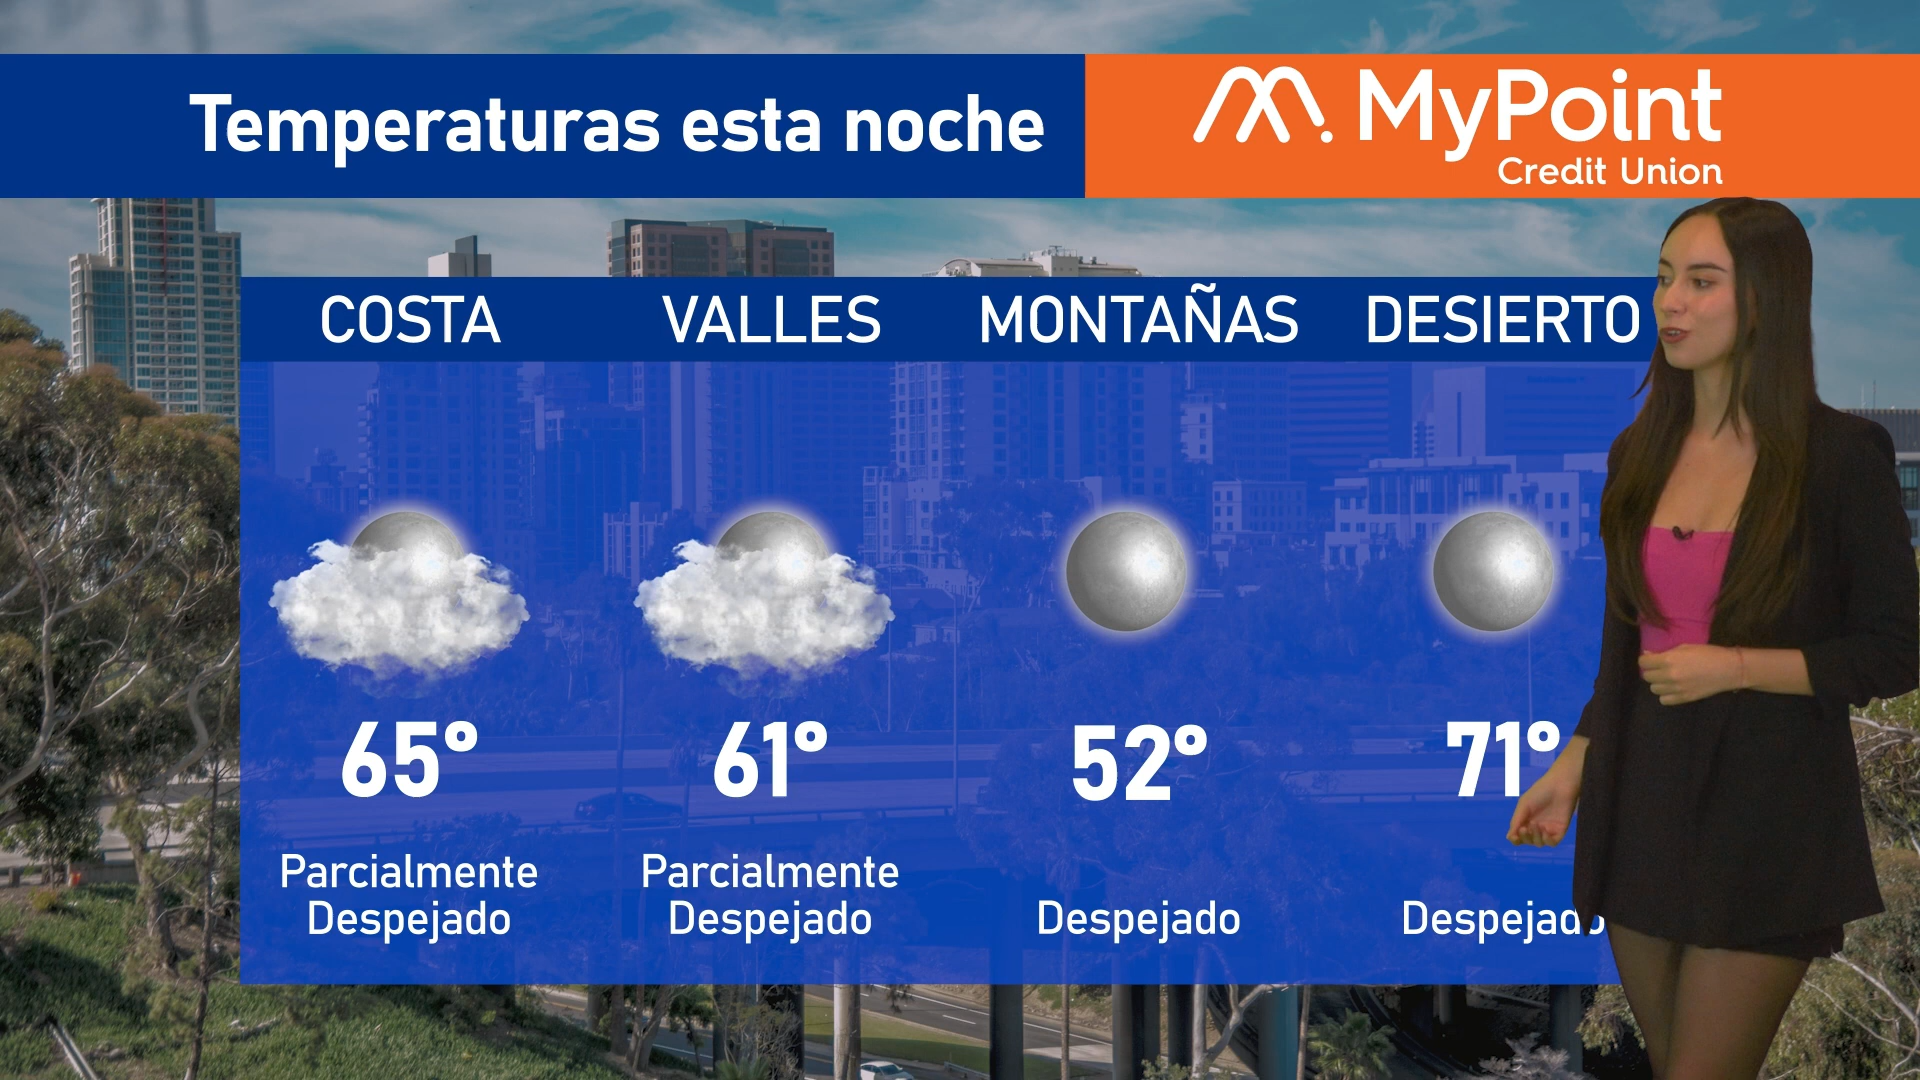 Temperaturas esta noche
MyPoint
Credit Union
COSTA VALLES MONTAÑAS DESIERTO
65° 61° 52° 71°
Parcialmente Parcialmente
Despejado Despejado Despejado Despejado